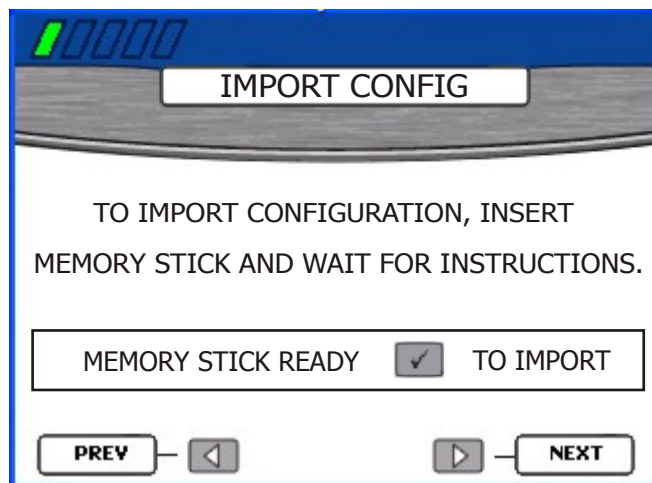 IMPORT CONFIG
TO IMPORT CONFIGURATION, INSERT
MEMORY STICK AND WAIT FOR INSTRUCTIONS.
MEMORY STICK READY ✓ TO IMPORT
PREV NEXT